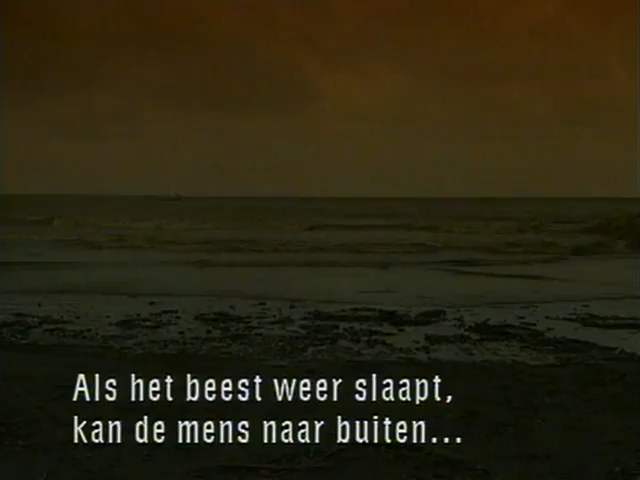 Als het beest weer slaapt,
kan de mens naar buiten...